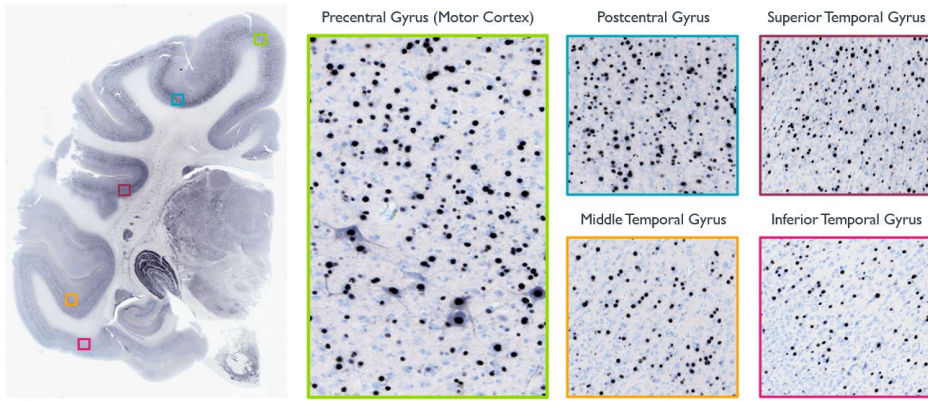 Precentral Gyrus (Motor Cortex)
Postcentral Gyrus
Superior Temporal Gyrus
Middle Temporal Gyrus
Inferior Temporal Gyrus